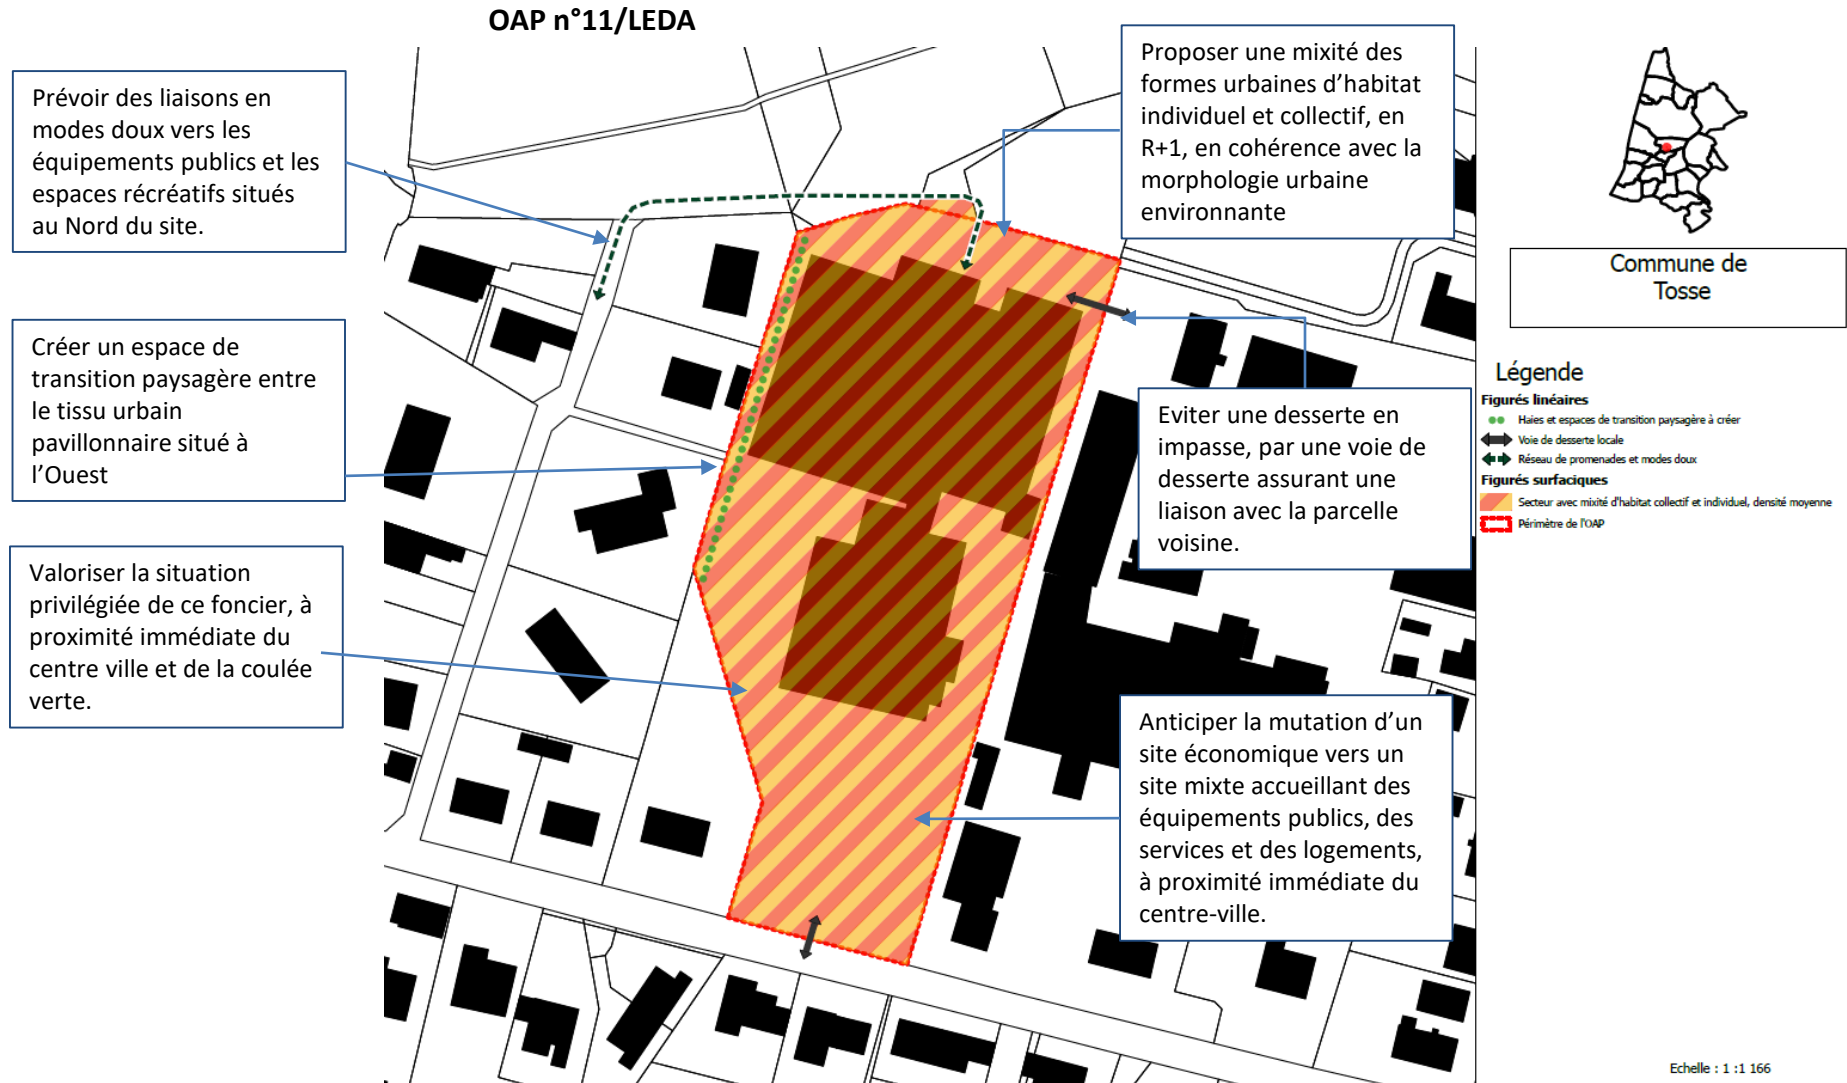 OAP n°11/LEDA
Prévoir des liaisons en
modes doux vers les
équipements publics et les
espaces récréatifs situés
au Nord du site.
Créer un espace de
transition paysagère entre
le tissu urbain
pavillonnaire situé à
l’Ouest
Valoriser la situation
privilégiée de ce foncier, à
proximité immédiate du
centre ville et de la coulée
verte.
Proposer une mixité des
formes urbaines d’habitat
individuel et collectif, en
R+1, en cohérence avec la
morphologie urbaine
environnante
Eviter une desserte en
impasse, par une voie de
desserte assurant une
liaison avec la parcelle
voisine.
Anticiper la mutation d’un
site économique vers un
site mixte accueillant des
équipements publics, des
services et des logements,
à proximité immédiate du
centre-ville.
Commune de
Tosse
Légende
Figurés linéaires
Haies et espaces de transition paysagère à créer
Voie de desserte locale
Réseau de promenades et modes doux
Figurés surfaciques
Secteur avec mixité d'habitat collectif et individuel, densité moyenne
Périmètre de l'OAP
Echelle : 1 :1 166